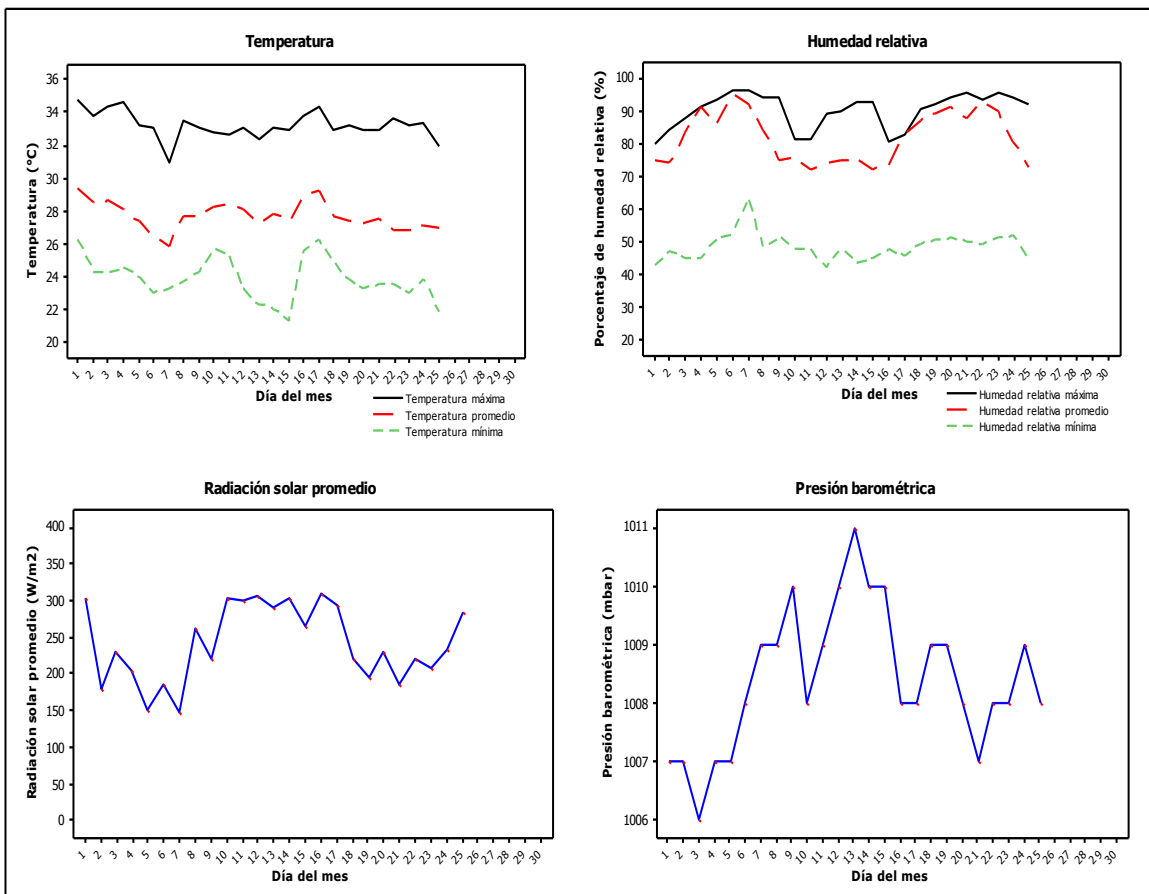 Temperatura
Temperatura (°C)
36
34
32
30
28
26
24
22
20
1 2 3 4 5 6 7 8 9 10 11 12 13 14 15 16 17 18 19 20 21 22 23 24 25 26 27 28 29 30
Día del mes
Temperatura máxima
Temperatura promedio
Temperatura mínima
Humedad relativa
Porcentaje de humedad relativa (%)
100
90
80
70
60
50
40
30
20
1 2 3 4 5 6 7 8 9 10 11 12 13 14 15 16 17 18 19 20 21 22 23 24 25 26 27 28 29 30
Día del mes
Humedad relativa máxima
Humedad relativa promedio
Humedad relativa mínima
Radiación solar promedio
Radiación solar promedio (W/m2)
400
350
300
250
200
150
100
50
0
1 2 3 4 5 6 7 8 9 10 11 12 13 14 15 16 17 18 19 20 21 22 23 24 25 26 27 28 29 30
Día del mes
Presión barométrica
Presión barométrica (mbar)
1011
1010
1009
1008
1007
1006
1 2 3 4 5 6 7 8 9 10 11 12 13 14 15 16 17 18 19 20 21 22 23 24 25 26 27 28 29 30
Día del mes